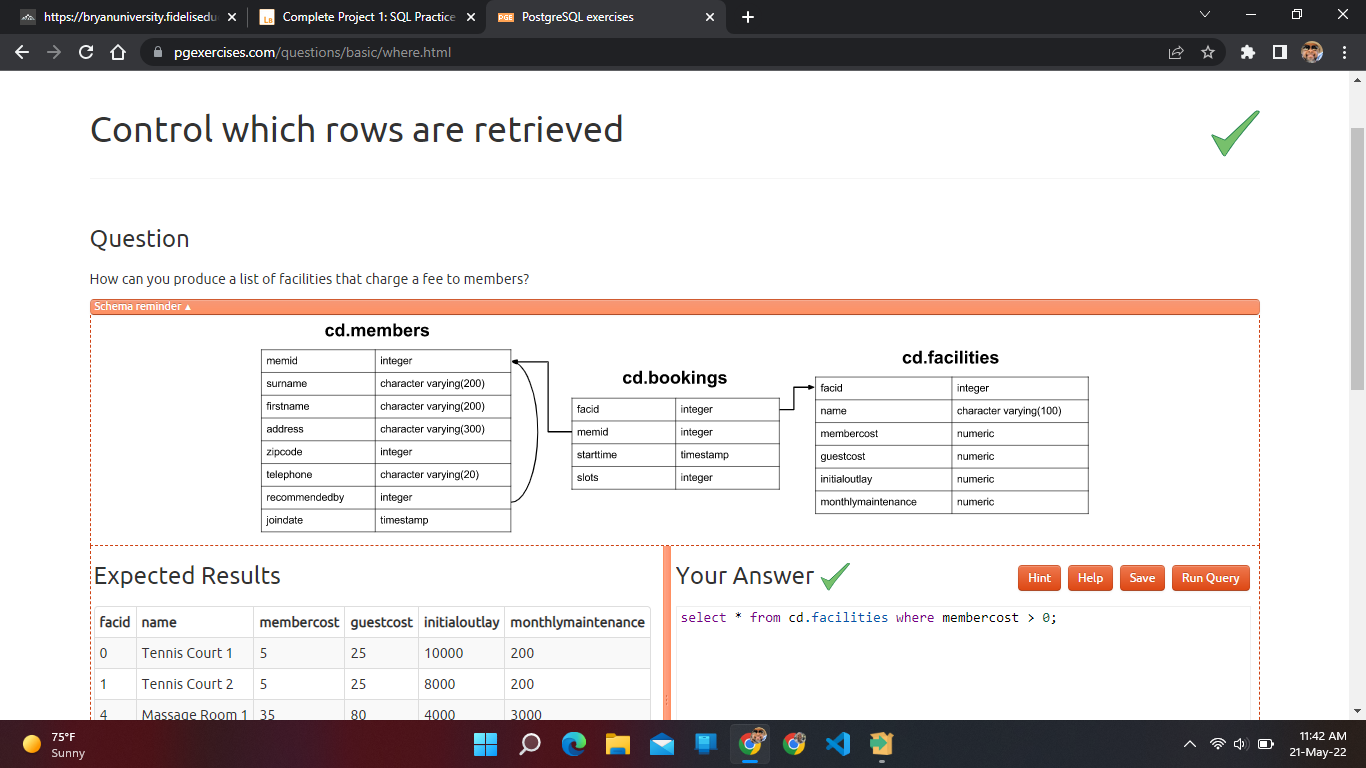 https://bryanuniversity.fidelisedu
Complete Project 1: SQL Practice
PostgreSQL exercises
pgexercises.com/questions/basic/where.html
Control which rows are retrieved
Question
How can you produce a list of facilities that charge a fee to members?
Schema reminder ▲
cd.members
memid integer
surname character varying(200)
firstname character varying(200)
address character varying(300)
zipcode integer
telephone character varying(20)
recommendedby integer
joindate timestamp
cd.bookings
facid integer
memid integer
starttime timestamp
slots integer
cd.facilities
facid integer
name character varying(100)
membercost numeric
guestcost numeric
initialoutlay numeric
monthlymaintenance numeric
Expected Results
facid name membercost guestcost initialoutlay monthlymaintenance
0 Tennis Court 1 5 25 10000 200
1 Tennis Court 2 5 25 8000 200
4 Massage Room 1 35 80 4000 3000
Your Answer
Hint Help Save Run Query
select * from cd.facilities where membercost > 0;
75°F
Sunny
11:42 AM
21-May-22